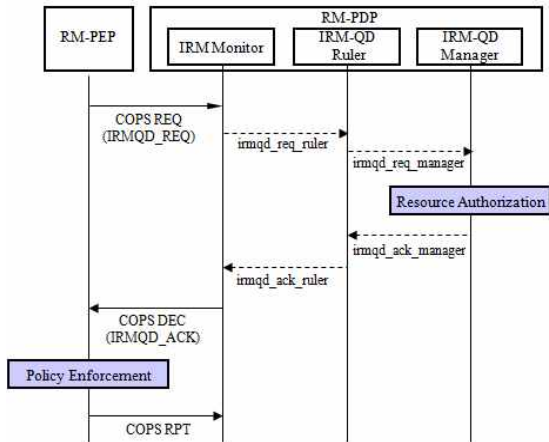 RM-PDP
RM-PEP
IRM Monitor
IRM-QD
Ruler
IRM-QD
Manager
COPS REQ
(IRMQD_REQ)
irmqd_req_ruler
irmqd_req_manager
Resource Authorization
irmqd_ack_manager
irmqd_ack_ruler
COPS DEC
(IRMQD_ACK)
Policy Enforcement
COPS RPT